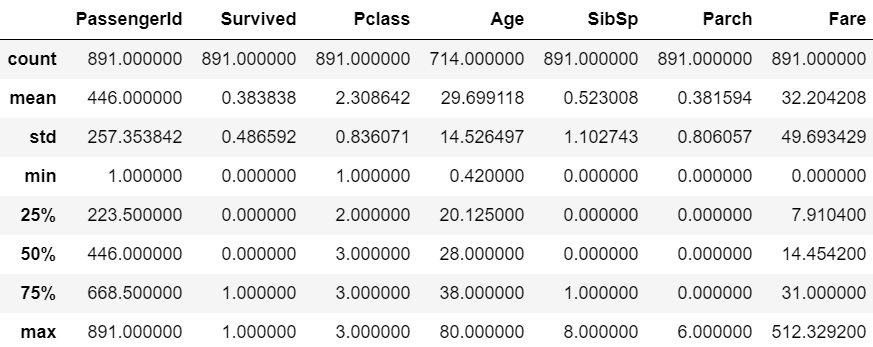 PassengerId Survived Pclass Age SibSp Parch Fare
count 891.000000 891.000000 891.000000 714.000000 891.000000 891.000000 891.000000
mean 446.000000 0.383838 2.308642 29.699118 0.523008 0.381594 32.204208
std 257.353842 0.486592 0.836071 14.526497 1.102743 0.806057 49.693429
min 1.000000 0.000000 1.000000 0.420000 0.000000 0.000000 0.000000
25% 223.500000 0.000000 2.000000 20.125000 0.000000 0.000000 7.910400
50% 446.000000 0.000000 3.000000 28.000000 0.000000 0.000000 14.454200
75% 668.500000 1.000000 3.000000 38.000000 1.000000 0.000000 31.000000
max 891.000000 1.000000 3.000000 80.000000 8.000000 6.000000 512.329200